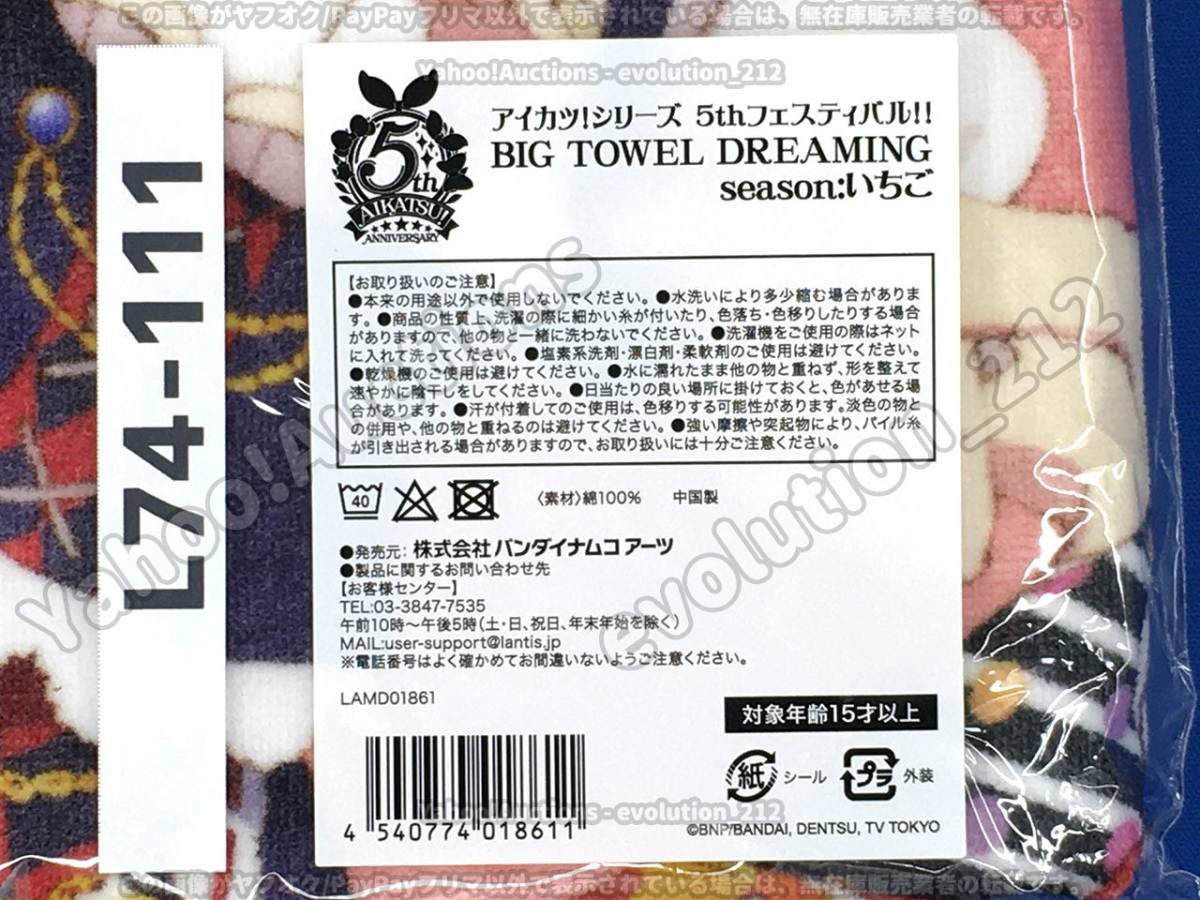 この画像がヤフオク/PayPayフリマ以外で表示されている場合は、無在庫販売業者の転載です。
Yahoo!Auctions - evolution_212
L74-111
5th
AIKATSU!
ANNIVERSARY
アイカツ!シリーズ 5thフェスティバル!!
BIG TOWEL DREAMING
season:いちご
【お取り扱いのご注意】
●本来の用途以外で使用しないでください。●水洗いにより多少縮む場合がありま
す。●商品の性質上、洗濯の際に細かい糸が付いたり、色落ち・色移りしたりする場合
がありますので、他の物と一緒に洗わないでください。●洗濯機をご使用の際はネット
に入れて洗ってください。●塩素系洗剤・漂白剤・柔軟剤のご使用は避けてください。
●乾燥機のご使用は避けてください。●水に濡れたまま他の物と重ねず、形を整えて
速やかに陰干しをしてください。●日当たりの良い場所に掛けておくと、色があせる場
合があります。●汗が付着してのご使用は、色移りする可能性があります。淡色の物と
の併用や、他の物と重ねるのは避けてください。●強い摩擦や突起物により、パイル糸
が引き出される場合がありますので、お取り扱いには十分ご注意ください。
40
〈素材〉綿100% 中国製
●発売元: 株式会社 バンダイナムコ アーツ
●製品に関するお問い合わせ先
【お客様センター】
TEL:03-3847-7535
午前10時〜午後5時(土・日、祝日、年末年始を除く)
MAIL:user-support@lantis.jp
※電話番号はよく確かめてお間違いないようご注意ください。
LAMD01861
対象年齢15才以上
紙 シール プラ 外装
4 540774 018611
©BNP/BANDAI, DENTSU, TV TOKYO
Yahoo!Auctions
evolution_212
Yahoo!Auctions - evolution_212
この画像がヤフオク/PayPayフリマ以外で表示されている場合は、無在庫販売業者の転載です。